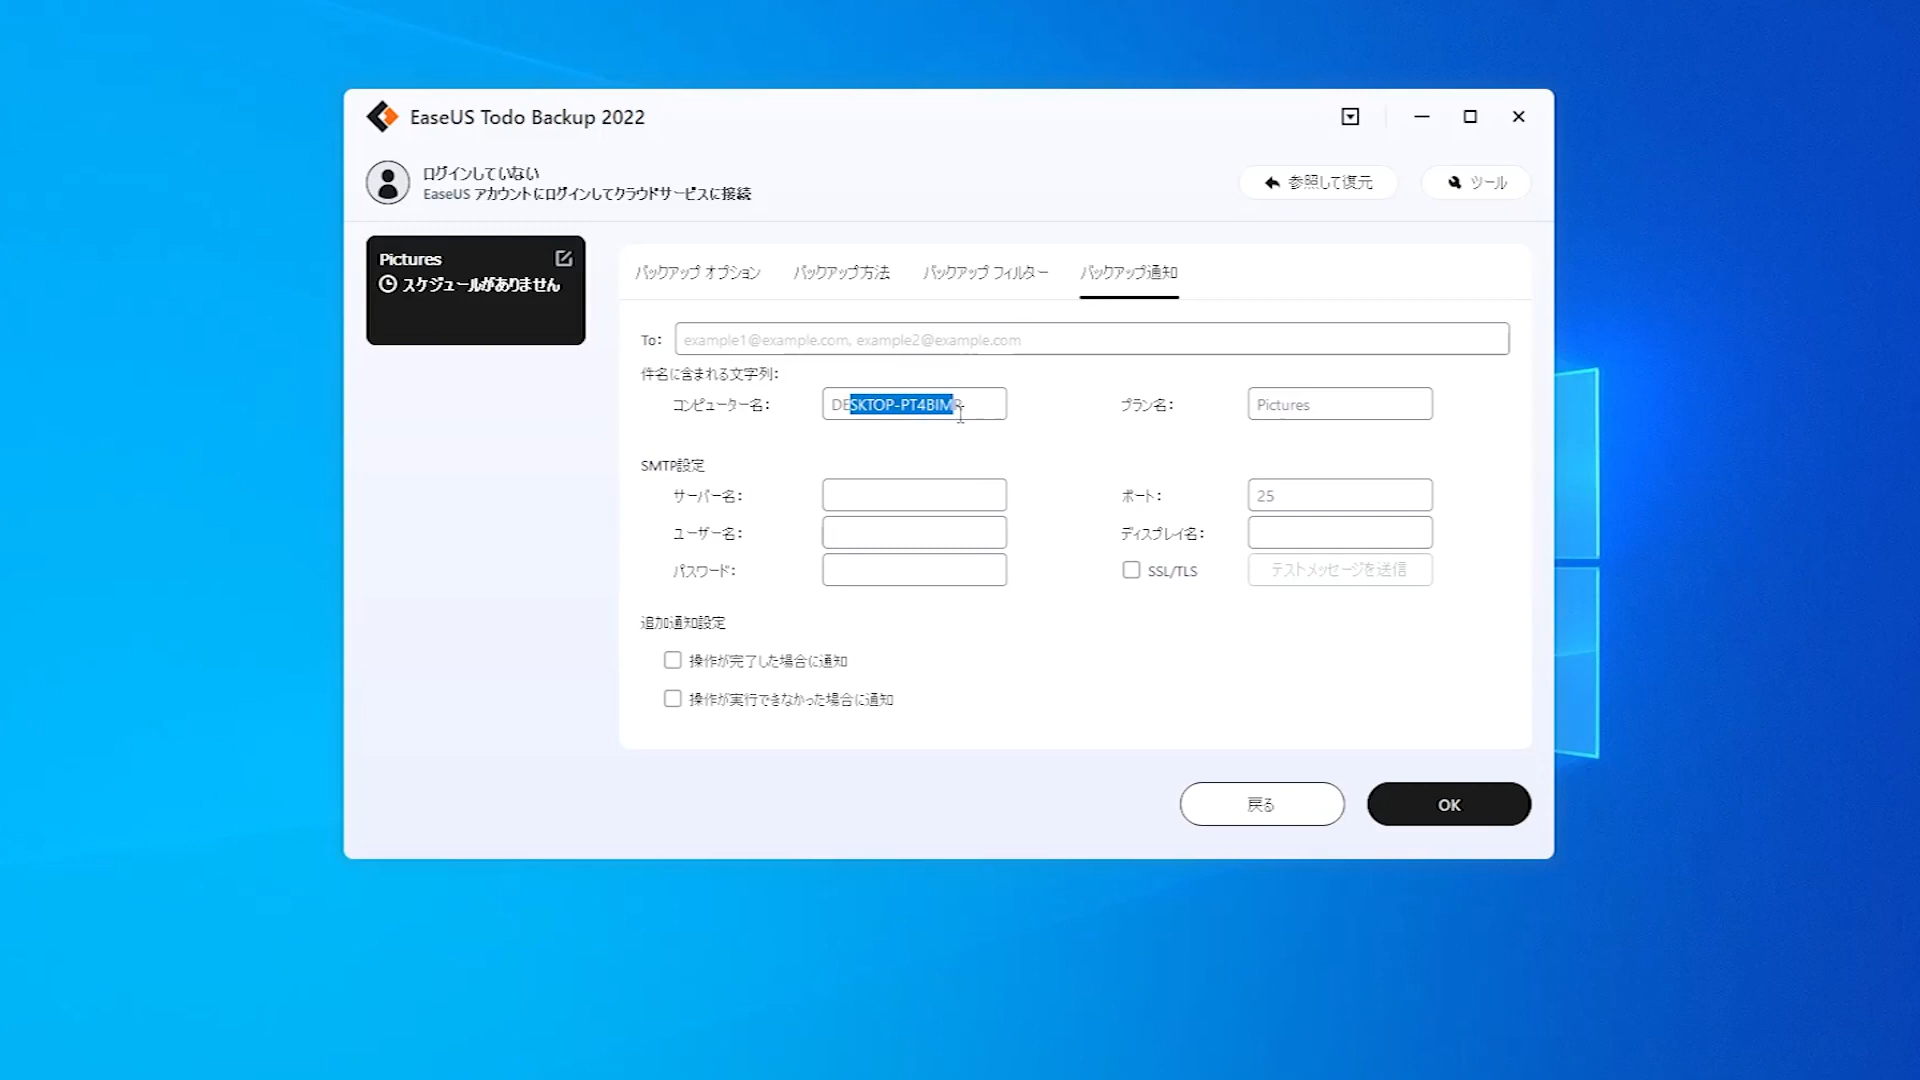 EaseUS Todo Backup 2022
ログインしていない
EaseUS アカウントにログインしてクラウドサービスに接続
参照して復元
ツール
Pictures
スケジュールがありません
バックアップ オプション
バックアップ方法
バックアップ フィルター
バックアップ通知
To:
example1@example.com, example2@example.com
件名に含まれる文字列:
コンピューター名:
DESKTOP-PT4BIMR
プラン名:
Pictures
SMTP設定
サーバー名:
ポート:
25
ユーザー名:
ディスプレイ名:
パスワード:
SSL/TLS
テストメッセージを送信
追加通知設定
操作が完了した場合に通知
操作が実行できなかった場合に通知
戻る
OK